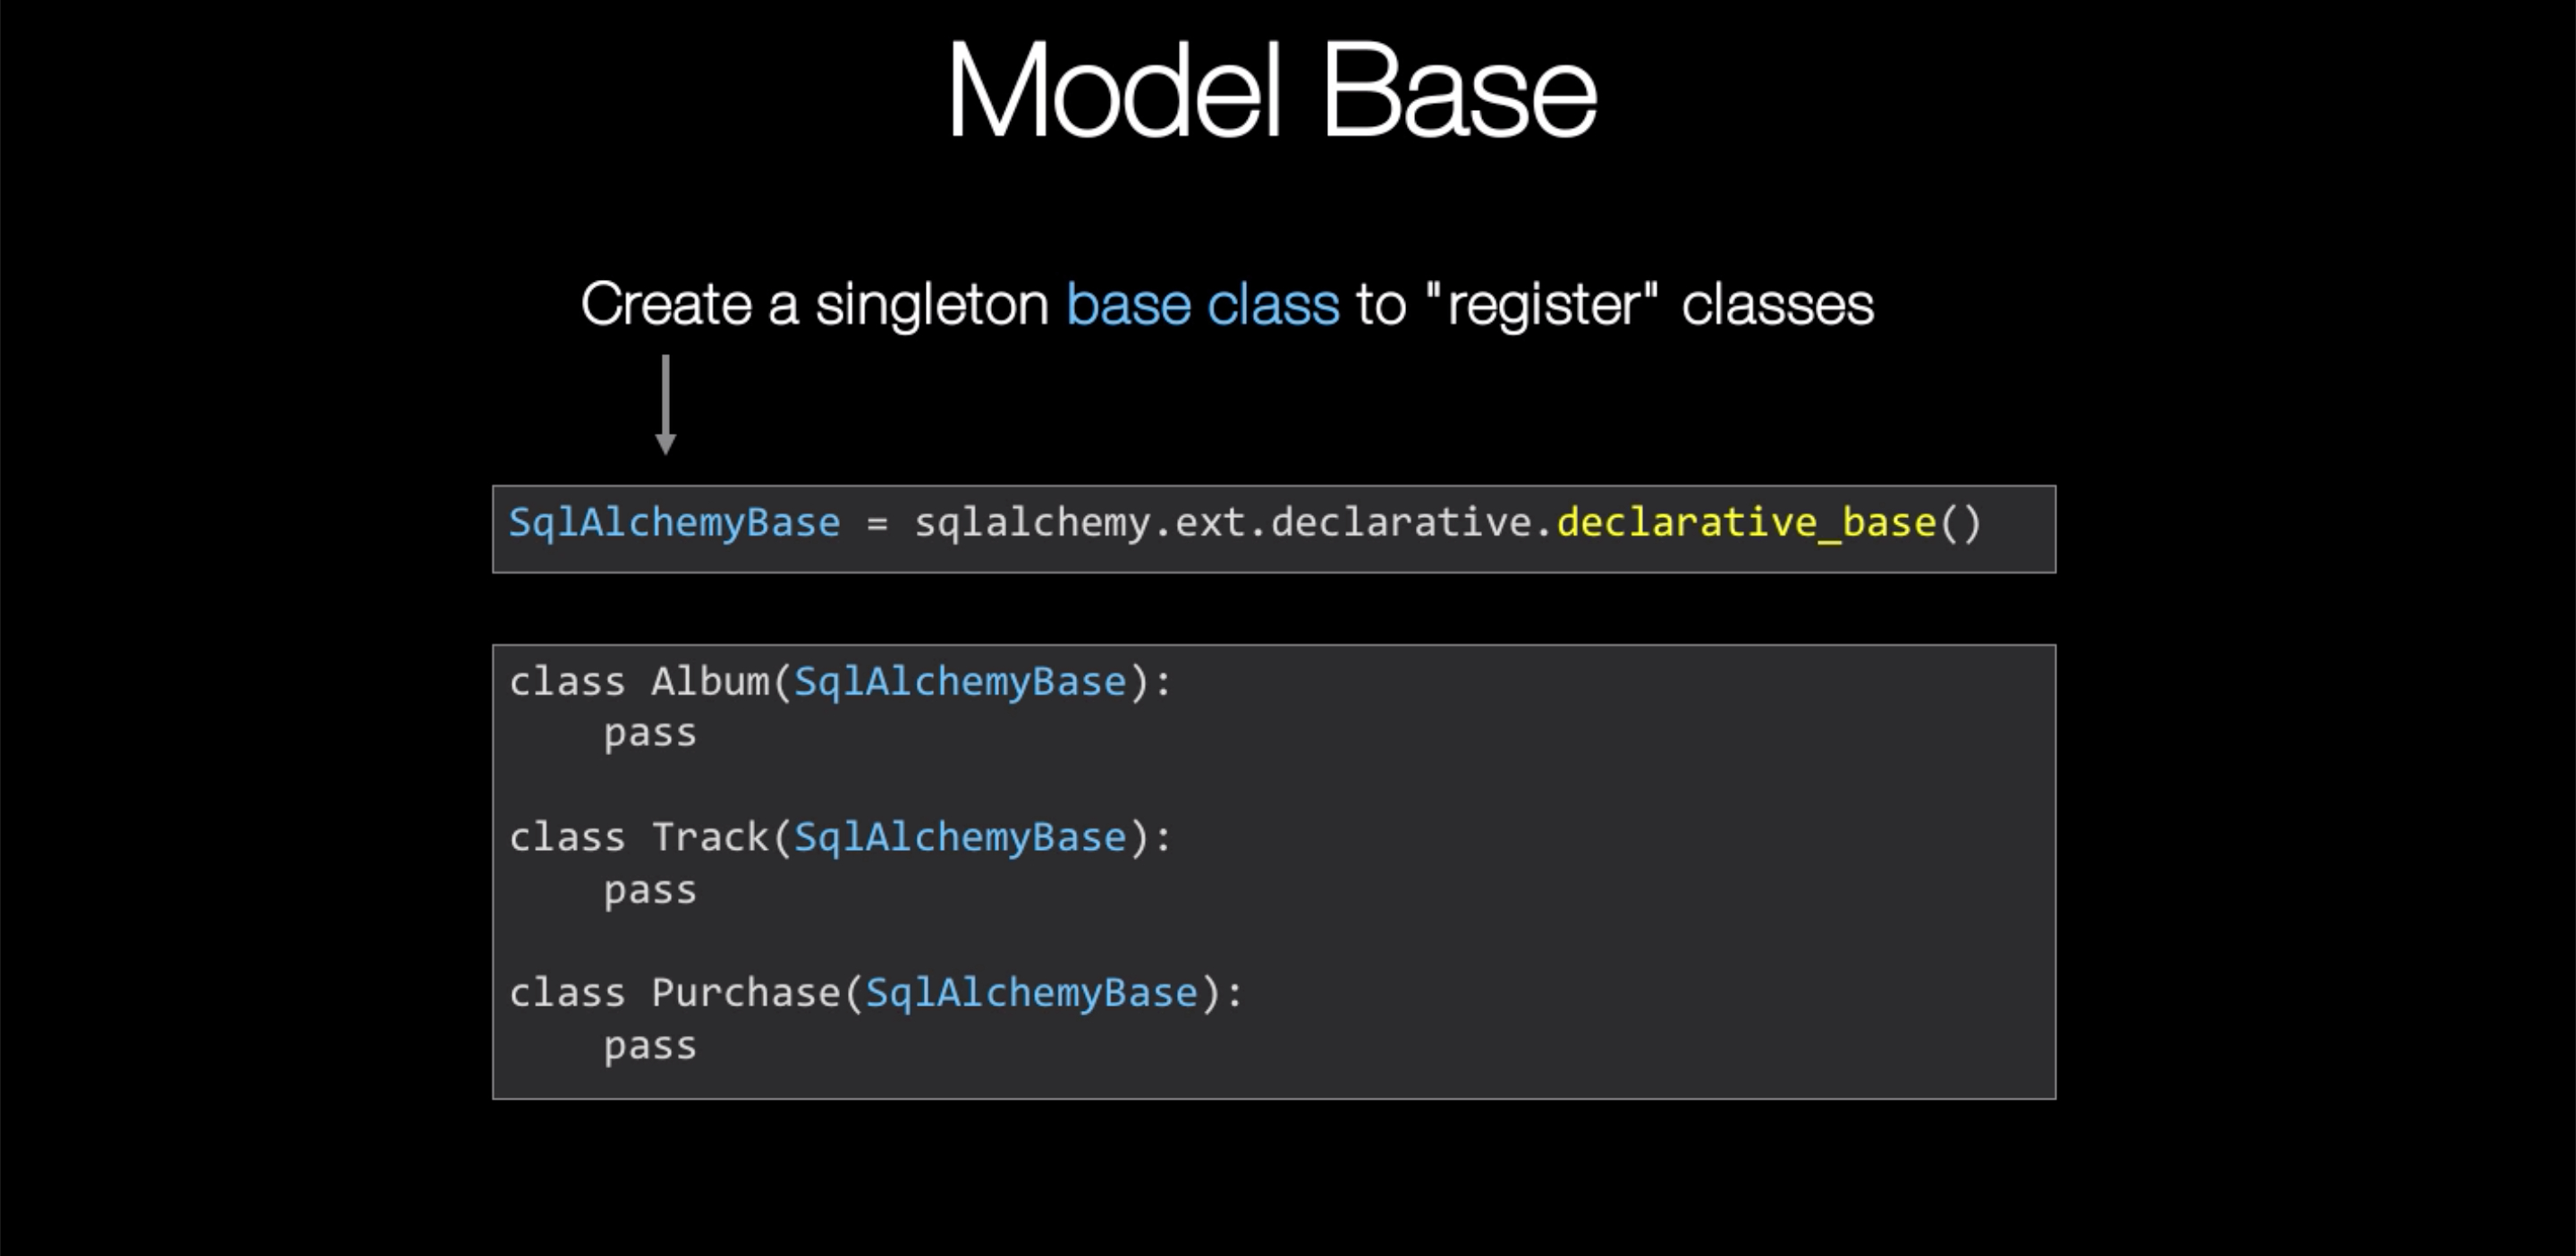 Model Base
Create a singleton base class to "register" classes
SqlAlchemyBase = sqlalchemy.ext.declarative.declarative_base()
class Album(SqlAlchemyBase):
    pass
class Track(SqlAlchemyBase):
    pass
class Purchase(SqlAlchemyBase):
    pass